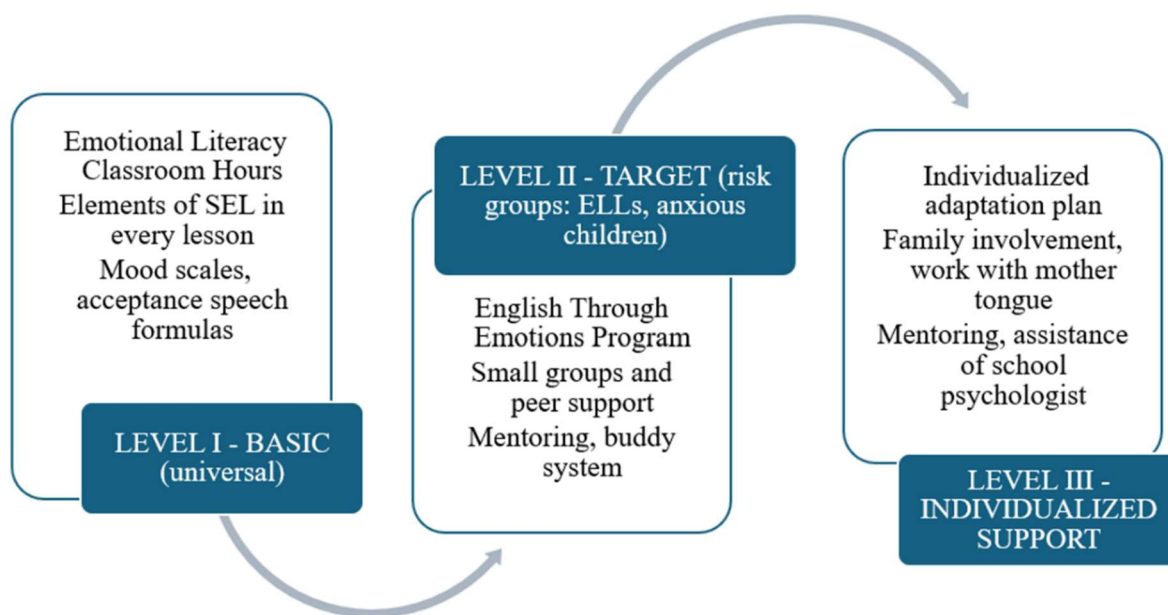 Emotional Literacy
Classroom Hours
Elements of SEL in
every lesson
Mood scales,
acceptance speech
formulas
LEVEL I - BASIC
(universal)
LEVEL II - TARGET (risk
groups: ELLs, anxious
children)
English Through
Emotions Program
Small groups and
peer support
Mentoring, buddy
system
Individualized
adaptation plan
Family involvement,
work with mother
tongue
Mentoring, assistance
of school
psychologist
LEVEL III -
INDIVIDUALIZED
SUPPORT